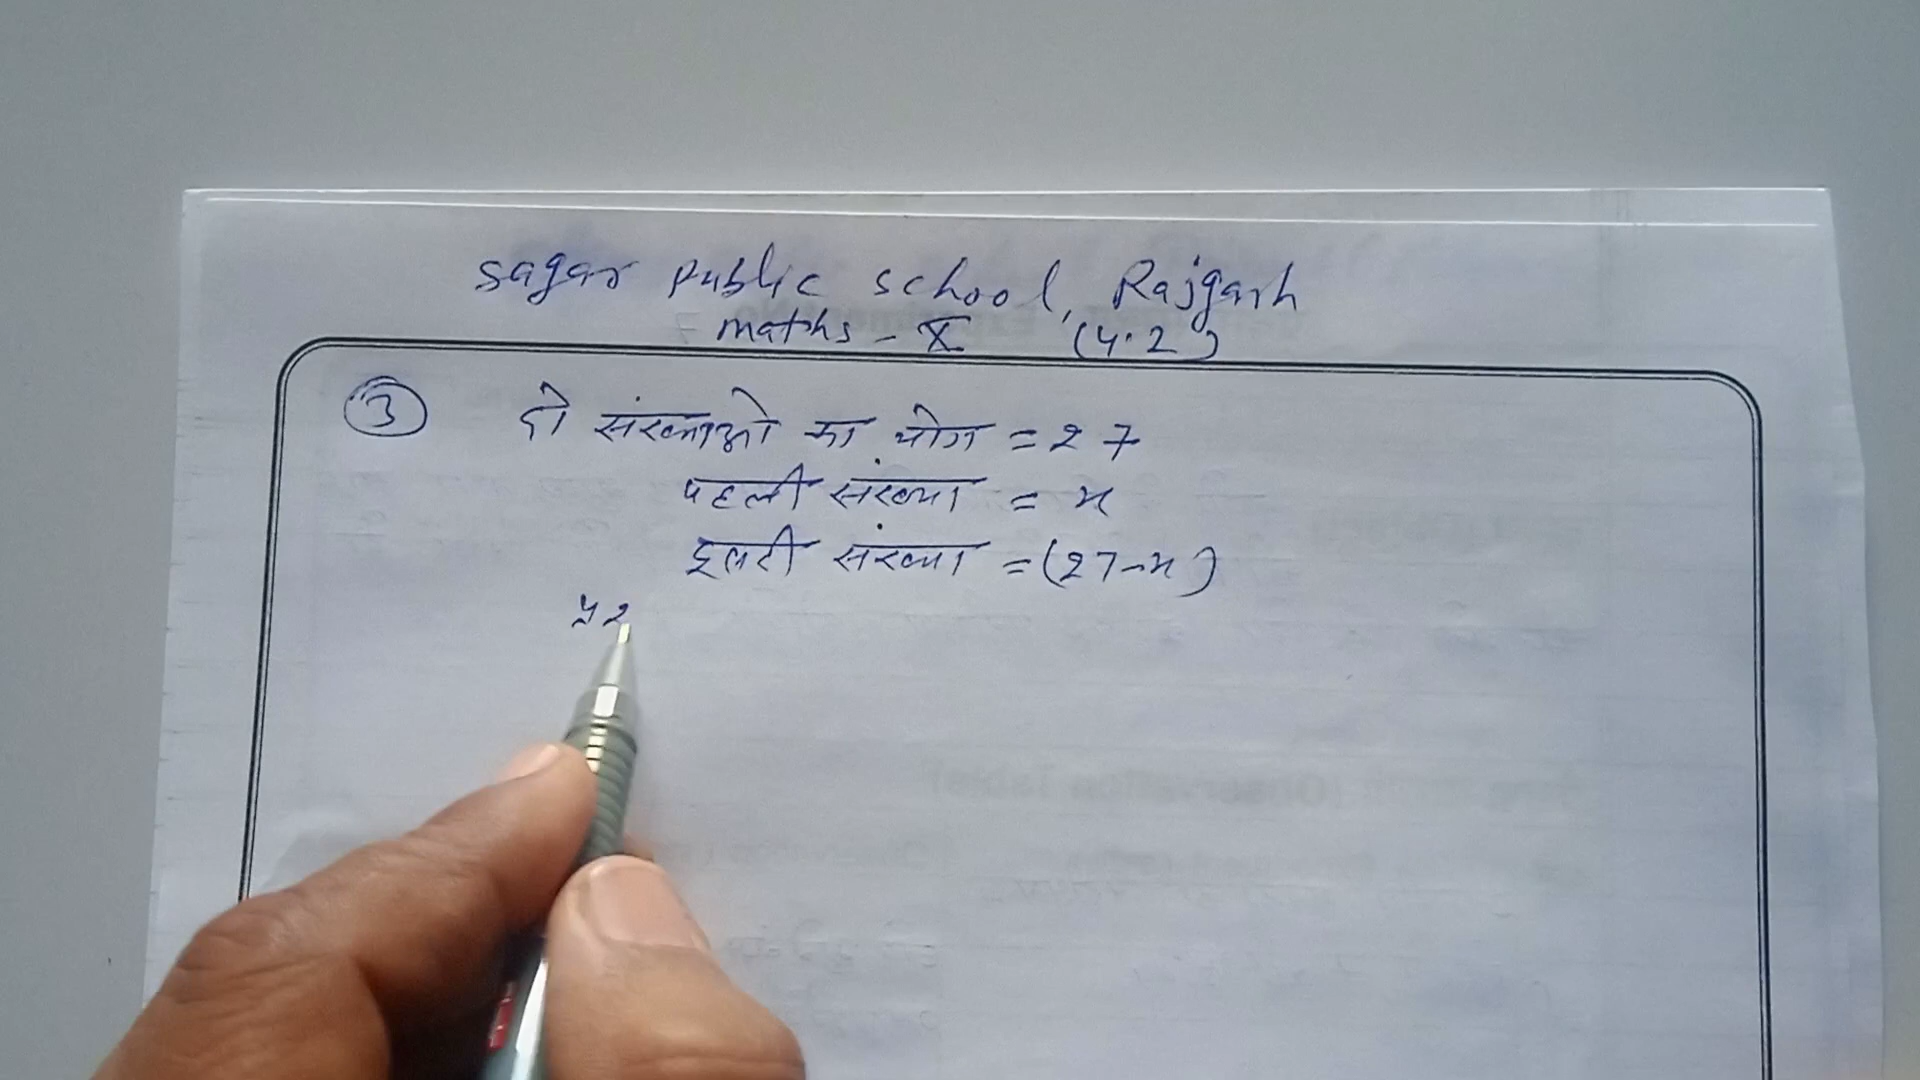 sagar public school, Rajgarh
maths - X (4.2)
3 दो संख्याओ का योग = 27
पहली संख्या = x
दूसरी संख्या = (27-x)